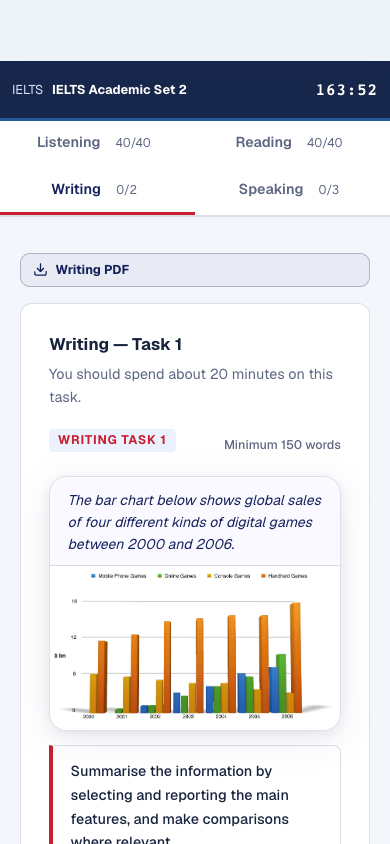 IELTS IELTS Academic Set 2 163:52
Listening 40/40 Reading 40/40
Writing 0/2 Speaking 0/3
Writing PDF
Writing — Task 1
You should spend about 20 minutes on this
task.
WRITING TASK 1 Minimum 150 words
The bar chart below shows global sales
of four different kinds of digital games
between 2000 and 2006.
Mobile Phone Games Online Games Console Games Handheld Games
18
12
$ bn
6
0
2000 2001 2002 2003 2004 2005 2006
Summarise the information by
selecting and reporting the main
features, and make comparisons
where relevant.